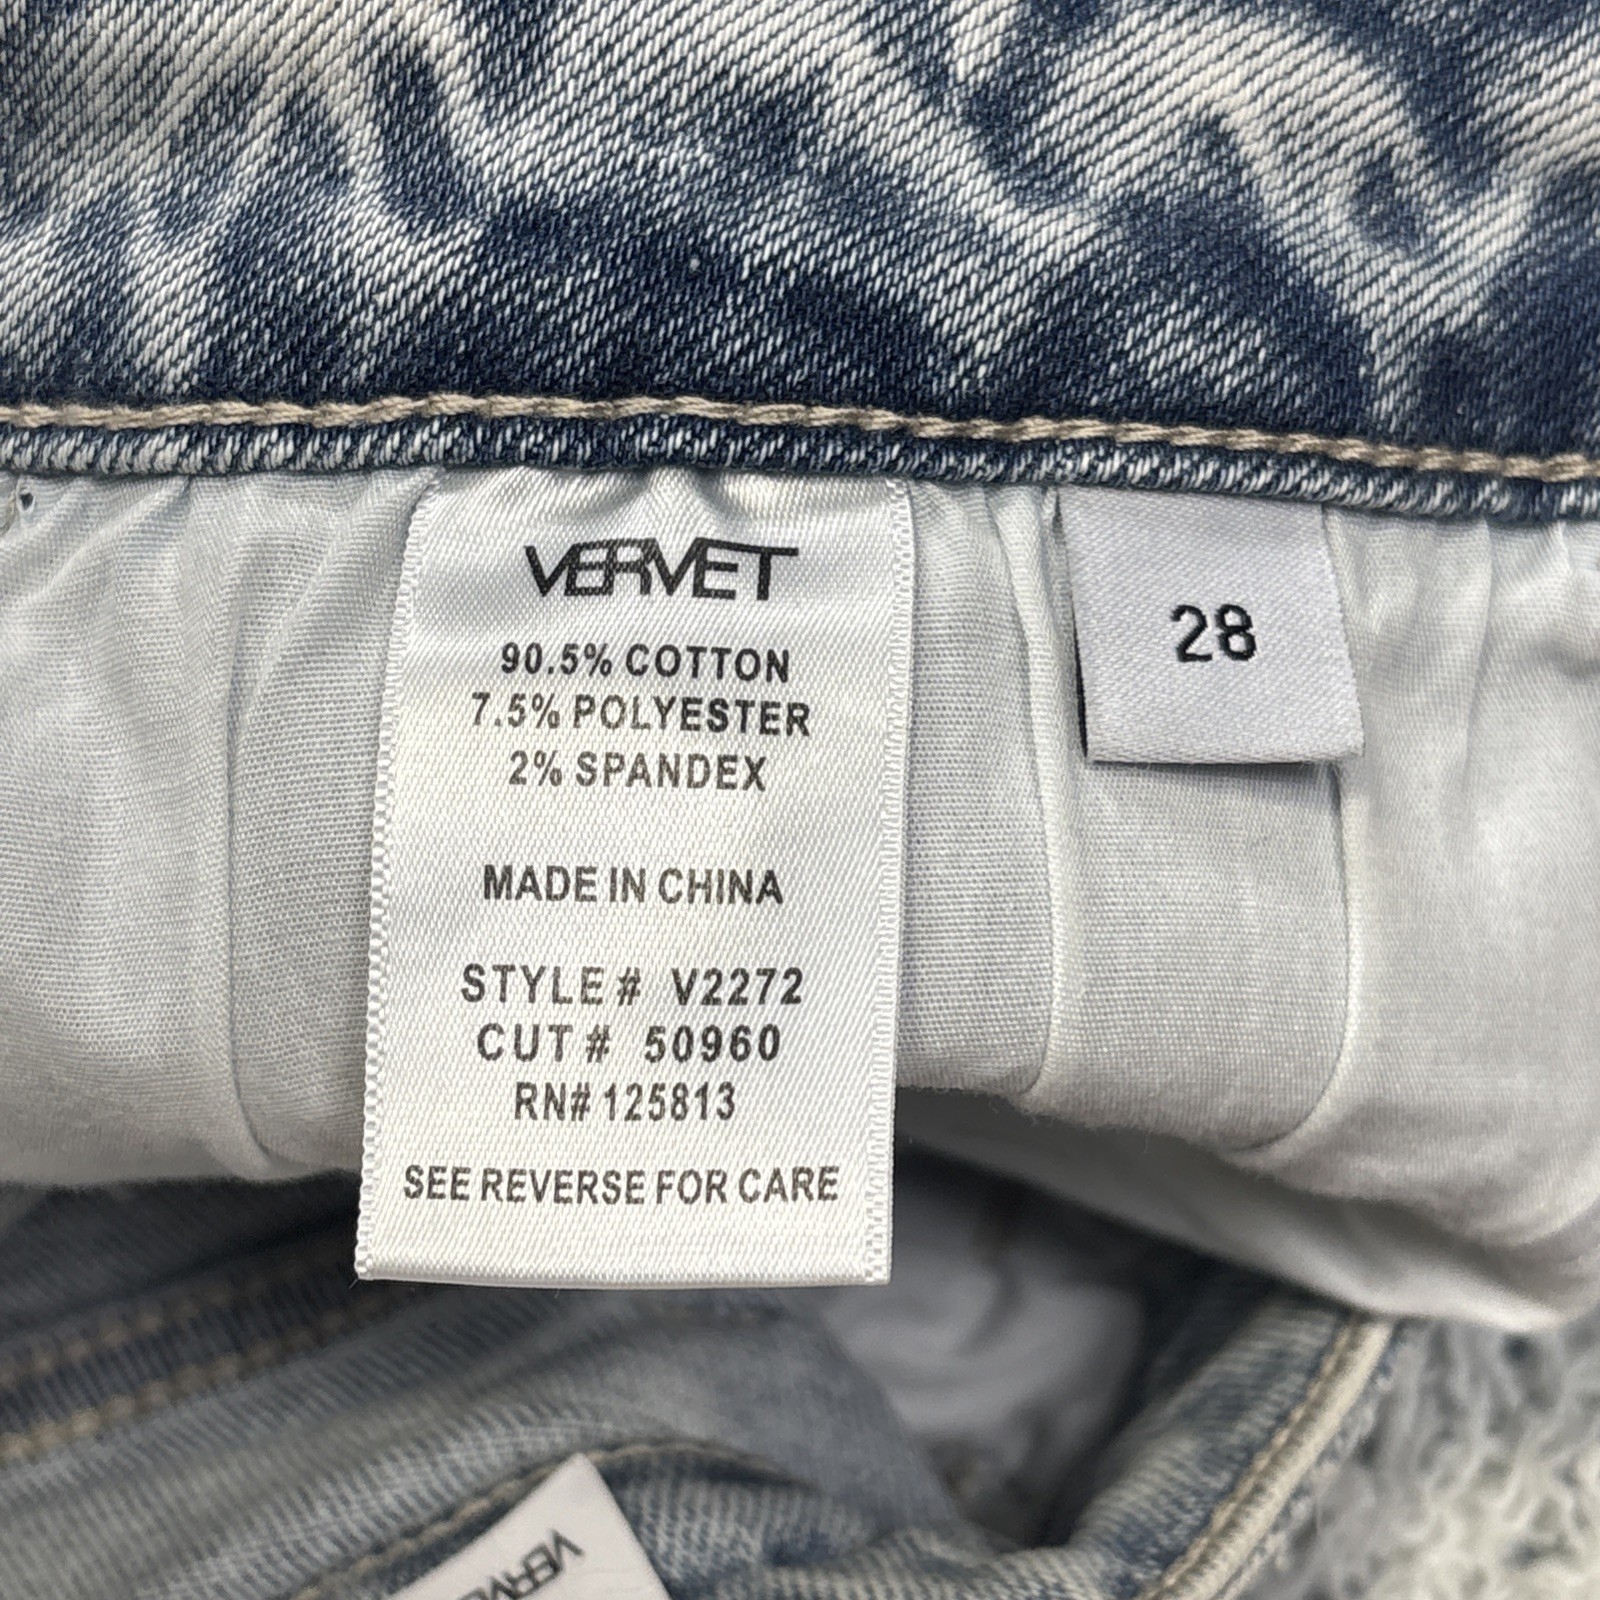 VERVET
90.5% COTTON
7.5% POLYESTER
2% SPANDEX
MADE IN CHINA
STYLE # V2272
CUT # 50960
RN# 125813
SEE REVERSE FOR CARE
28
VERVE